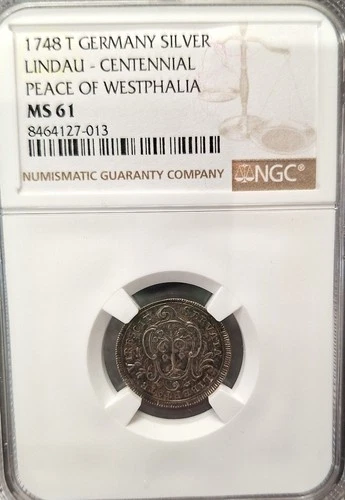 1748 T GERMANY SILVER
LINDAU - CENTENNIAL
PEACE OF WESTPHALIA
MS 61
8464127-013
NUMISMATIC GUARANTY COMPANY
NGC®